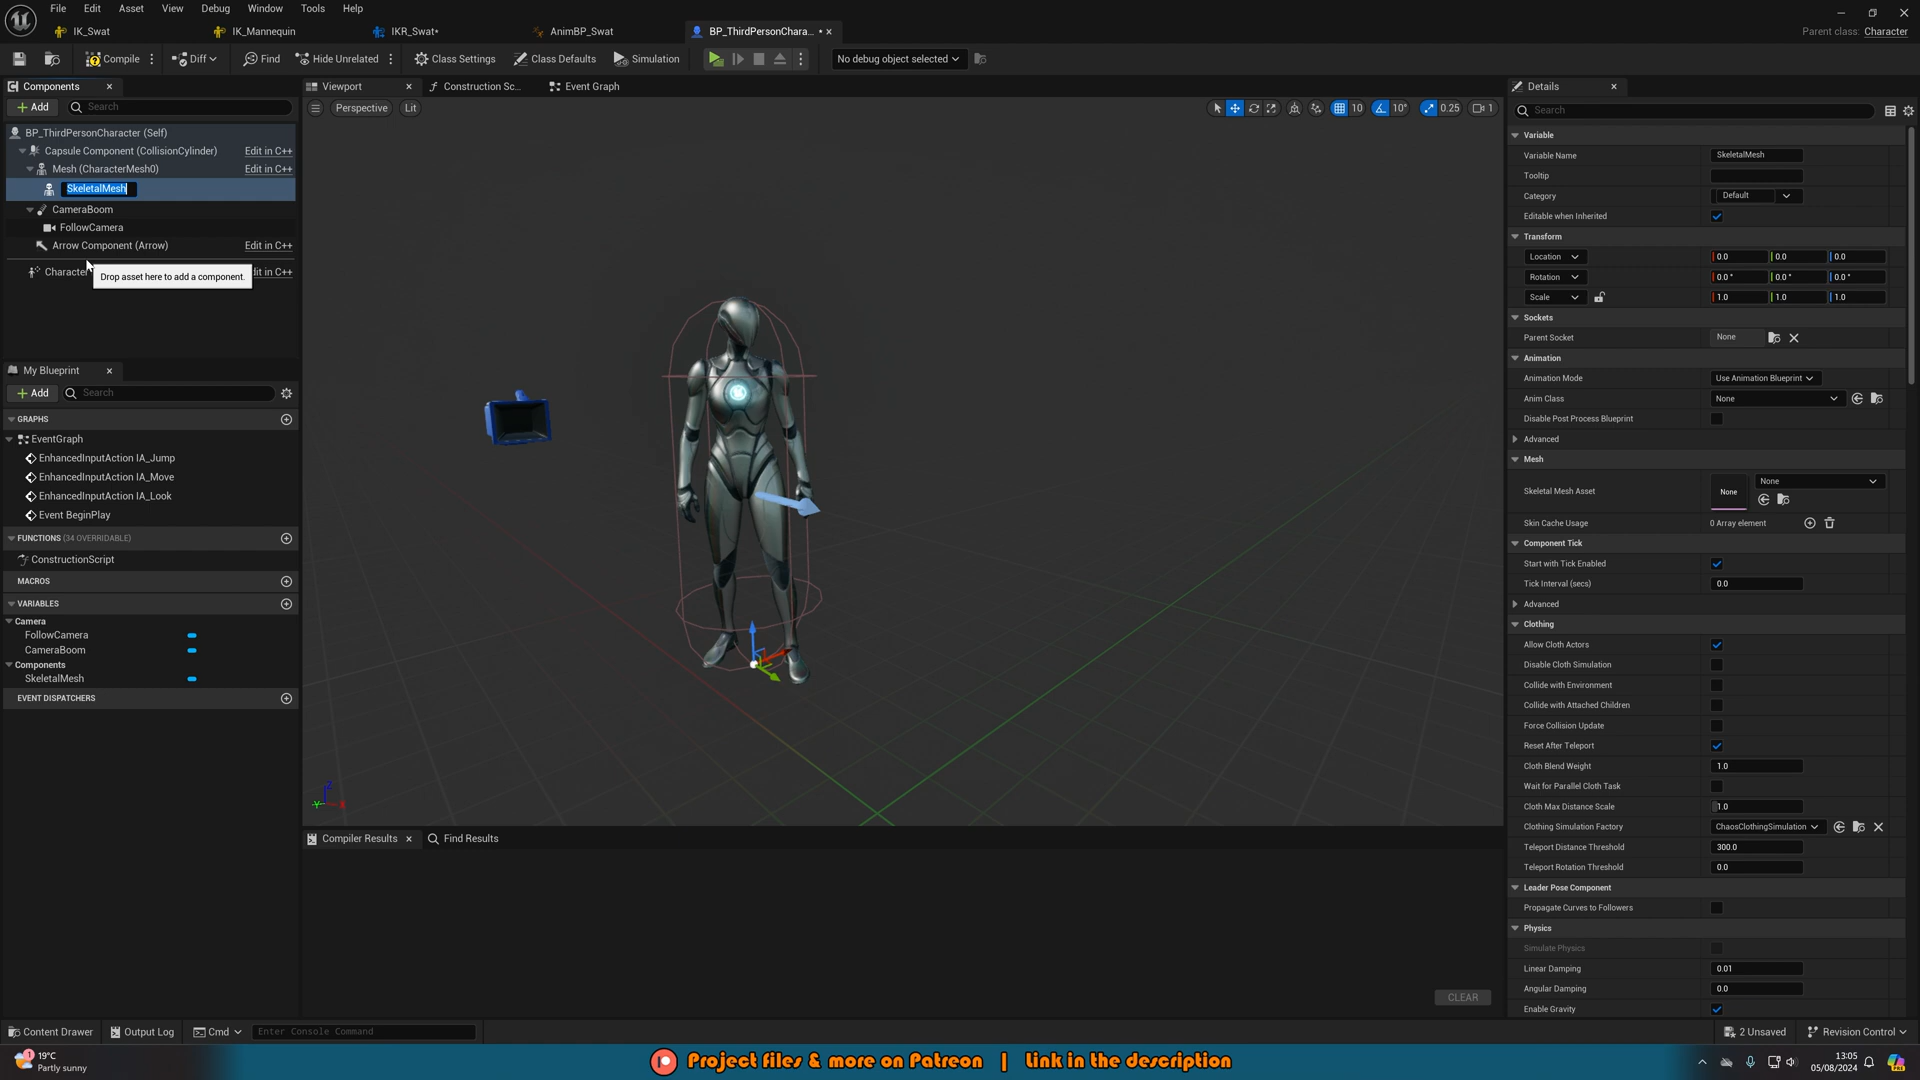 File Edit Asset View Debug Window Tools Help
IK_Swat IK_Mannequin IKR_Swat* AnimBP_Swat BP_ThirdPersonChara... *
Parent class: Character
Compile Diff Find Hide Unrelated Class Settings Class Defaults Simulation No debug object selected
Components
Add Search
BP_ThirdPersonCharacter (Self)
Capsule Component (CollisionCylinder) Edit in C++
Mesh (CharacterMesh0) Edit in C++
SkeletalMesh
CameraBoom
FollowCamera
Arrow Component (Arrow) Edit in C++
Drop asset here to add a component.
My Blueprint
Add Search
GRAPHS
EventGraph
EnhancedInputAction IA_Jump
EnhancedInputAction IA_Move
EnhancedInputAction IA_Look
Event BeginPlay
FUNCTIONS (34 OVERRIDABLE)
ConstructionScript
MACROS
VARIABLES
Camera
FollowCamera
CameraBoom
Components
SkeletalMesh
EVENT DISPATCHERS
Viewport Construction Sc... Event Graph
Perspective Lit
10 10° 0.25 1
Z
Y
X
Compiler Results Find Results
CLEAR
Details
Search
Variable
Variable Name SkeletalMesh
Tooltip
Category Default
Editable when Inherited
Transform
Location 0.0 0.0 0.0
Rotation 0.0 ° 0.0 ° 0.0 °
Scale 1.0 1.0 1.0
Sockets
Parent Socket None
Animation
Animation Mode Use Animation Blueprint
Anim Class None
Disable Post Process Blueprint
Advanced
Mesh
Skeletal Mesh Asset None None
Skin Cache Usage 0 Array element
Component Tick
Start with Tick Enabled
Tick Interval (secs) 0.0
Advanced
Clothing
Allow Cloth Actors
Disable Cloth Simulation
Collide with Environment
Collide with Attached Children
Force Collision Update
Reset After Teleport
Cloth Blend Weight 1.0
Wait for Parallel Cloth Task
Cloth Max Distance Scale 1.0
Clothing Simulation Factory ChaosClothingSimulation
Teleport Distance Threshold 300.0
Teleport Rotation Threshold 0.0
Leader Pose Component
Propagate Curves to Followers
Physics
Simulate Physics
Linear Damping 0.01
Angular Damping 0.0
Enable Gravity
Content Drawer Output Log Cmd Enter Console Command
2 Unsaved Revision Control
19°C
Partly sunny
Project files & more on Patreon | Link in the description
13:05
05/08/2024